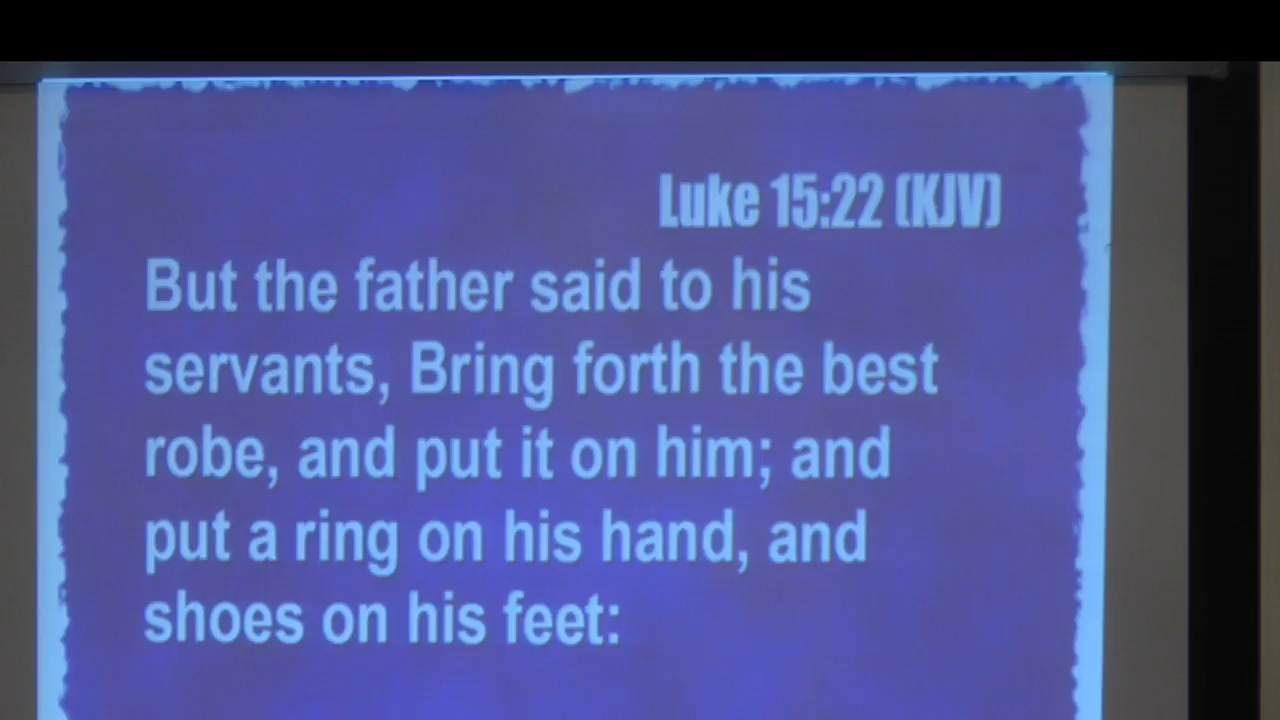 Luke 15:22 (KJV)
But the father said to his
servants, Bring forth the best
robe, and put it on him; and
put a ring on his hand, and
shoes on his feet: